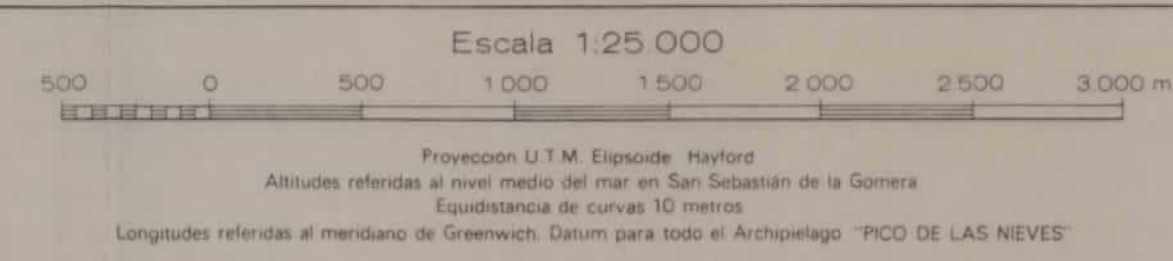 Escala 1:25.000
500 0 500 1 000 1 500 2 000 2.500 3.000 m
Proyección U.T.M. Elipsoide Hayford
Altitudes referidas al nivel medio del mar en San Sebastián de la Gomera
Equidistancia de curvas 10 metros
Longitudes referidas al meridiano de Greenwich. Datum para todo el Archipielago "PICO DE LAS NIEVES"